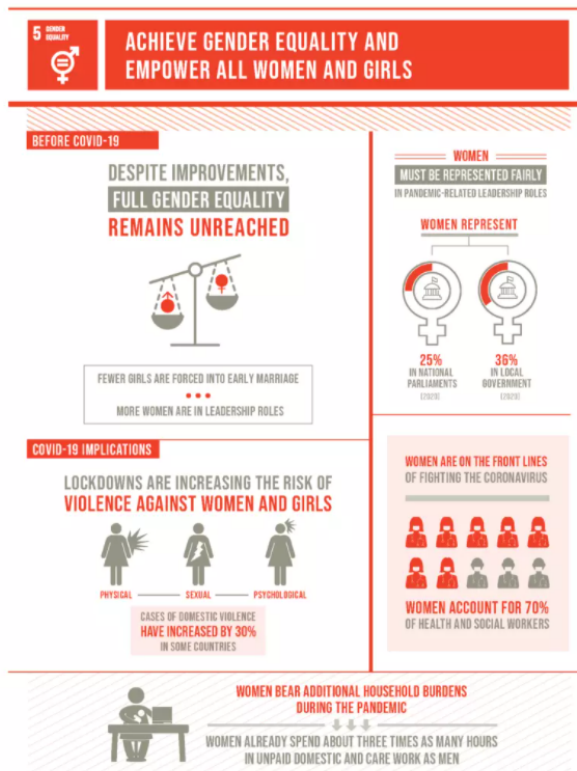 5 GENDER
EQUALITY
ACHIEVE GENDER EQUALITY AND
EMPOWER ALL WOMEN AND GIRLS
BEFORE COVID-19
DESPITE IMPROVEMENTS,
FULL GENDER EQUALITY
REMAINS UNREACHED
FEWER GIRLS ARE FORCED INTO EARLY MARRIAGE
MORE WOMEN ARE IN LEADERSHIP ROLES
WOMEN
MUST BE REPRESENTED FAIRLY
IN PANDEMIC-RELATED LEADERSHIP ROLES
WOMEN REPRESENT
25%
IN NATIONAL
PARLIAMENTS
(2020)
36%
IN LOCAL
GOVERNMENT
(2020)
COVID-19 IMPLICATIONS
LOCKDOWNS ARE INCREASING THE RISK OF
VIOLENCE AGAINST WOMEN AND GIRLS
PHYSICAL
SEXUAL
PSYCHOLOGICAL
CASES OF DOMESTIC VIOLENCE
HAVE INCREASED BY 30%
IN SOME COUNTRIES
WOMEN ARE ON THE FRONT LINES
OF FIGHTING THE CORONAVIRUS
WOMEN ACCOUNT FOR 70%
OF HEALTH AND SOCIAL WORKERS
WOMEN BEAR ADDITIONAL HOUSEHOLD BURDENS
DURING THE PANDEMIC
WOMEN ALREADY SPEND ABOUT THREE TIMES AS MANY HOURS
IN UNPAID DOMESTIC AND CARE WORK AS MEN